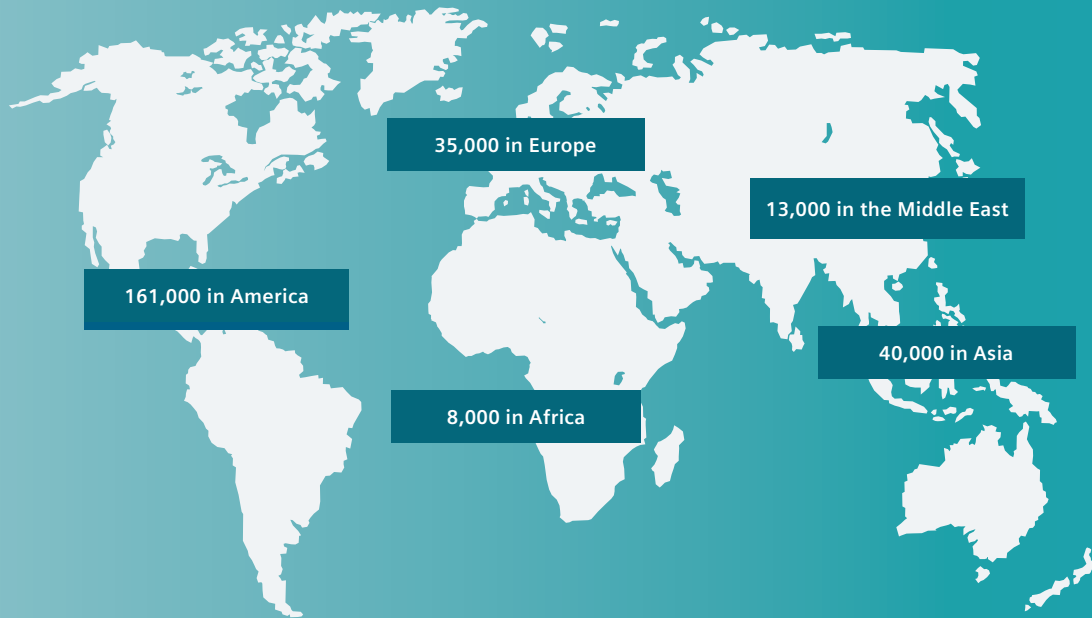 35,000 in Europe
13,000 in the Middle East
161,000 in America
40,000 in Asia
8,000 in Africa